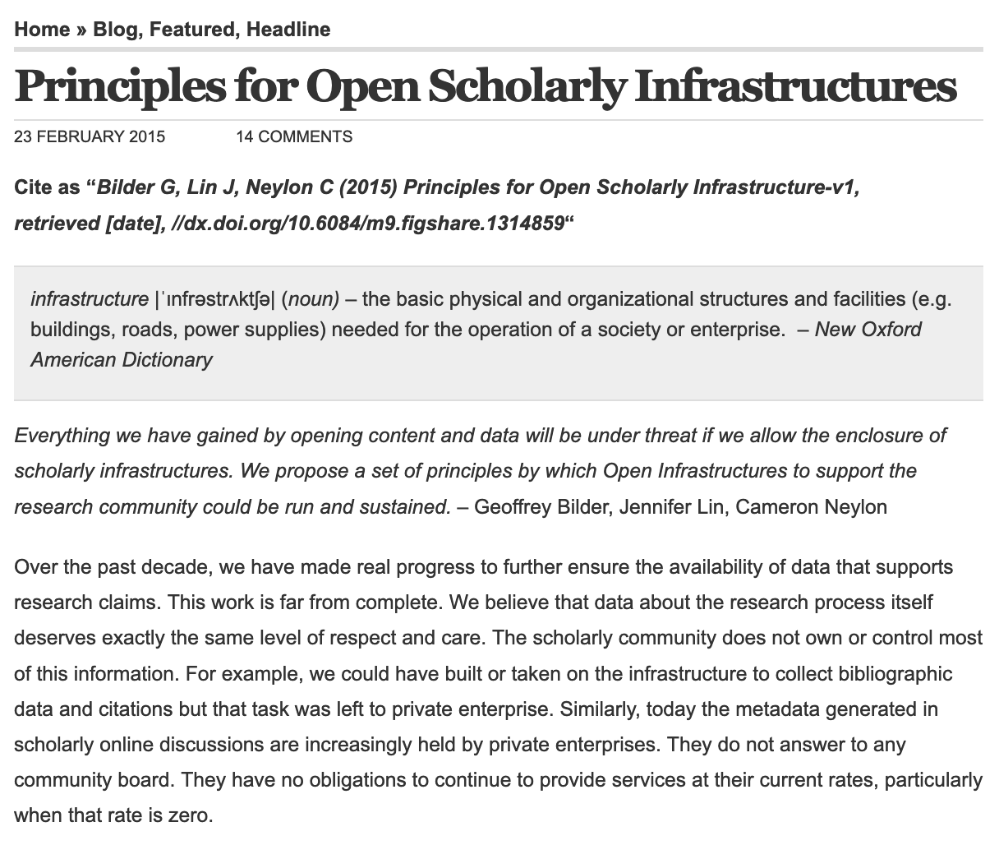 Home » Blog, Featured, Headline
Principles for Open Scholarly Infrastructures
23 FEBRUARY 2015 14 COMMENTS
Cite as “Bilder G, Lin J, Neylon C (2015) Principles for Open Scholarly Infrastructure-v1,
retrieved [date], //dx.doi.org/10.6084/m9.figshare.1314859“
infrastructure |ˈɪnfrəstrʌktʃə| (noun) – the basic physical and organizational structures and facilities (e.g.
buildings, roads, power supplies) needed for the operation of a society or enterprise.  – New Oxford
American Dictionary
Everything we have gained by opening content and data will be under threat if we allow the enclosure of
scholarly infrastructures. We propose a set of principles by which Open Infrastructures to support the
research community could be run and sustained. – Geoffrey Bilder, Jennifer Lin, Cameron Neylon
Over the past decade, we have made real progress to further ensure the availability of data that supports
research claims. This work is far from complete. We believe that data about the research process itself
deserves exactly the same level of respect and care. The scholarly community does not own or control most
of this information. For example, we could have built or taken on the infrastructure to collect bibliographic
data and citations but that task was left to private enterprise. Similarly, today the metadata generated in
scholarly online discussions are increasingly held by private enterprises. They do not answer to any
community board. They have no obligations to continue to provide services at their current rates, particularly
when that rate is zero.